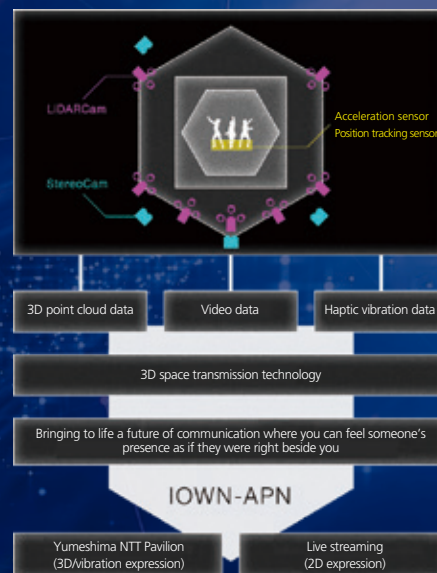 LiDARCam
Acceleration sensor
Position tracking sensor
StereoCam
3D point cloud data
Video data
Haptic vibration data
3D space transmission technology
Bringing to life a future of communication where you can feel someone's
presence as if they were right beside you
IOWN-APN
Yumeshima NTT Pavilion
(3D/vibration expression)
Live streaming
(2D expression)